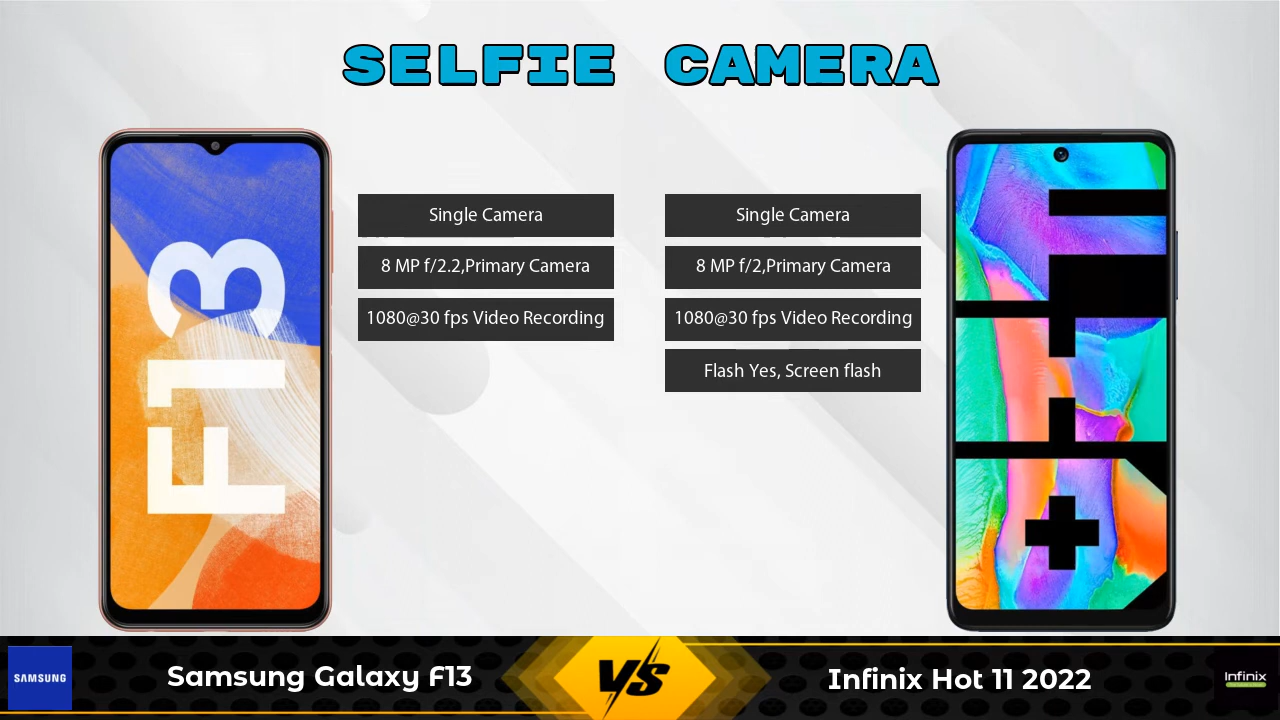 SELFIE CAMERA
F13
Single Camera
8 MP f/2.2,Primary Camera
1080@30 fps Video Recording
Single Camera
8 MP f/2,Primary Camera
1080@30 fps Video Recording
Flash Yes, Screen flash
SAMSUNG
Samsung Galaxy F13
VS
Infinix Hot 11 2022
Infinix